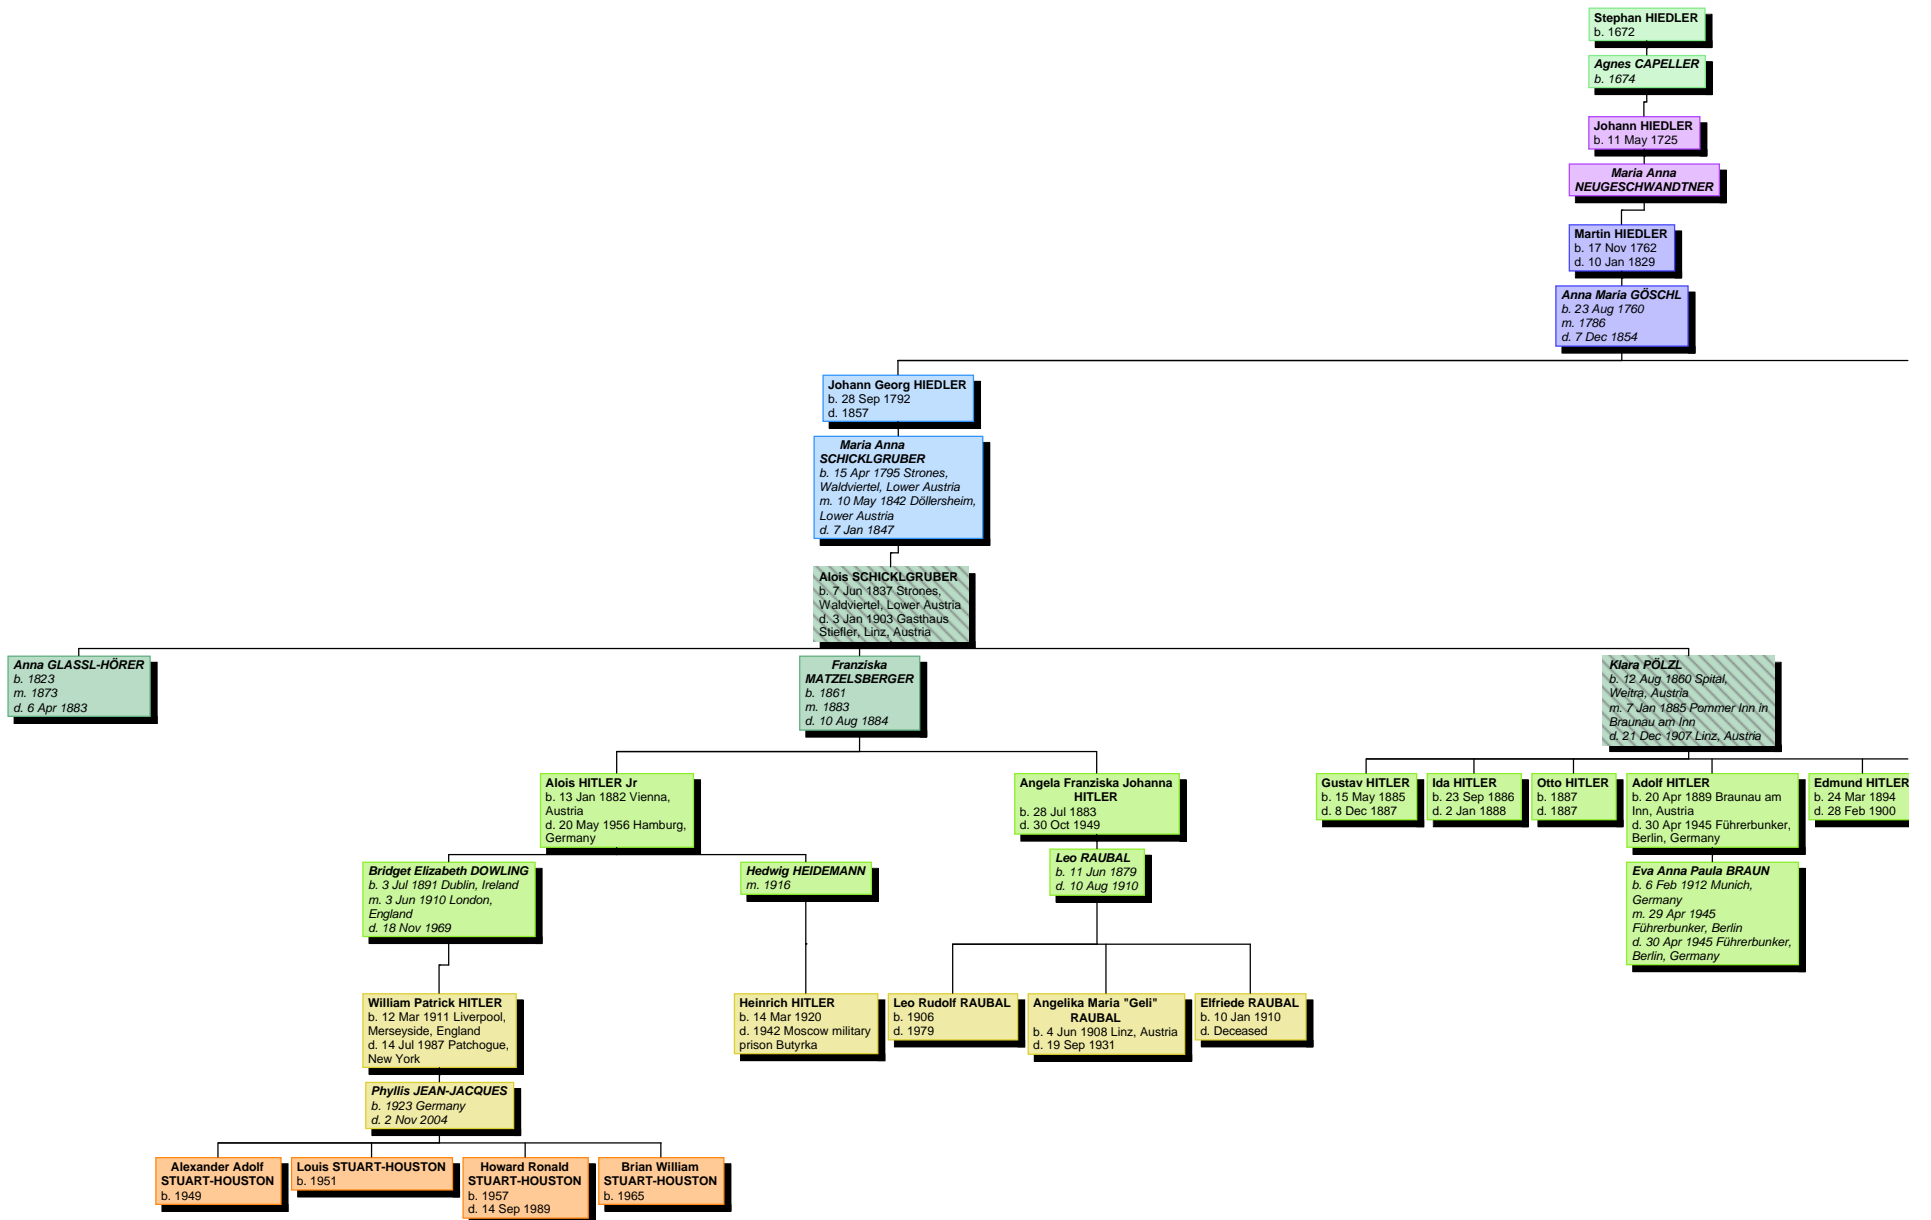 Stephan HIEDLER
b. 1672
Agnes CAPELLER
b. 1674
Johann HIEDLER
b. 11 May 1725
Maria Anna
NEUGESCHWANDTNER
Martin HIEDLER
b. 17 Nov 1762
d. 10 Jan 1829
Anna Maria GÖSCHL
b. 23 Aug 1760
m. 1786
d. 7 Dec 1854
Johann Georg HIEDLER
b. 28 Sep 1792
d. 1857
Maria Anna
SCHICKLGRUBER
b. 15 Apr 1795 Strones,
Waldviertel, Lower Austria
m. 10 May 1842 Döllersheim,
Lower Austria
d. 7 Jan 1847
Alois SCHICKLGRUBER
b. 7 Jun 1837 Strones,
Waldviertel, Lower Austria
d. 3 Jan 1903 Gasthaus
Stiefler, Linz, Austria
Anna GLASSL-HÖRER
b. 1823
m. 1873
d. 6 Apr 1883
Franziska
MATZELSBERGER
b. 1861
m. 1883
d. 10 Aug 1884
Klara PÖLZL
b. 12 Aug 1860 Spital,
Weitra, Austria
m. 7 Jan 1885 Pommer Inn in
Braunau am Inn
d. 21 Dec 1907 Linz, Austria
Alois HITLER Jr
b. 13 Jan 1882 Vienna,
Austria
d. 20 May 1956 Hamburg,
Germany
Angela Franziska Johanna
HITLER
b. 28 Jul 1883
d. 30 Oct 1949
Gustav HITLER
b. 15 May 1885
d. 8 Dec 1887
Ida HITLER
b. 23 Sep 1886
d. 2 Jan 1888
Otto HITLER
b. 1887
d. 1887
Adolf HITLER
b. 20 Apr 1889 Braunau am
Inn, Austria
d. 30 Apr 1945 Führerbunker,
Berlin, Germany
Edmund HITLER
b. 24 Mar 1894
d. 28 Feb 1900
Bridget Elizabeth DOWLING
b. 3 Jul 1891 Dublin, Ireland
m. 3 Jun 1910 London,
England
d. 18 Nov 1969
Hedwig HEIDEMANN
m. 1916
Leo RAUBAL
b. 11 Jun 1879
d. 10 Aug 1910
Eva Anna Paula BRAUN
b. 6 Feb 1912 Munich,
Germany
m. 29 Apr 1945
Führerbunker, Berlin
d. 30 Apr 1945 Führerbunker,
Berlin, Germany
William Patrick HITLER
b. 12 Mar 1911 Liverpool,
Merseyside, England
d. 14 Jul 1987 Patchogue,
New York
Heinrich HITLER
b. 14 Mar 1920
d. 1942 Moscow military
prison Butyrka
Leo Rudolf RAUBAL
b. 1906
d. 1979
Angelika Maria "Geli"
RAUBAL
b. 4 Jun 1908 Linz, Austria
d. 19 Sep 1931
Elfriede RAUBAL
b. 10 Jan 1910
d. Deceased
Phyllis JEAN-JACQUES
b. 1923 Germany
d. 2 Nov 2004
Alexander Adolf
STUART-HOUSTON
b. 1949
Louis STUART-HOUSTON
b. 1951
Howard Ronald
STUART-HOUSTON
b. 1957
d. 14 Sep 1989
Brian William
STUART-HOUSTON
b. 1965